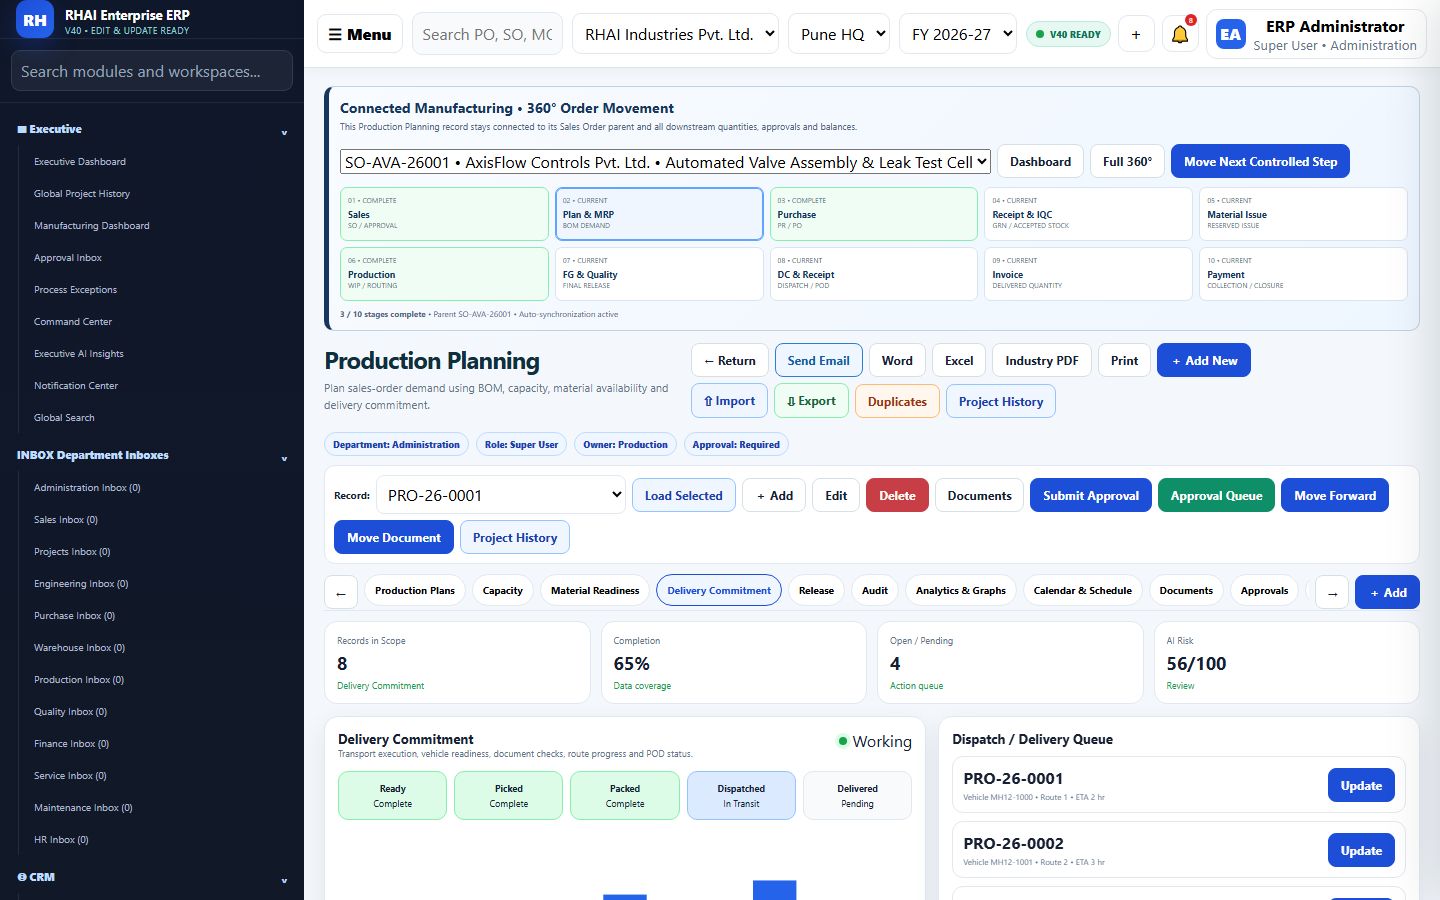 RH
RHAI Enterprise ERP
V40 • EDIT & UPDATE READY
Search modules and workspaces...
Executive
Executive Dashboard
Global Project History
Manufacturing Dashboard
Approval Inbox
Process Exceptions
Command Center
Executive AI Insights
Notification Center
Global Search
INBOX Department Inboxes
Administration Inbox (0)
Sales Inbox (0)
Projects Inbox (0)
Engineering Inbox (0)
Purchase Inbox (0)
Warehouse Inbox (0)
Production Inbox (0)
Quality Inbox (0)
Finance Inbox (0)
Service Inbox (0)
Maintenance Inbox (0)
HR Inbox (0)
CRM
☰ Menu
Search PO, SO, MC
RHAI Industries Pvt. Ltd.
Pune HQ
FY 2026-27
V40 READY
+
8
EA
ERP Administrator
Super User • Administration
Connected Manufacturing • 360° Order Movement
This Production Planning record stays connected to its Sales Order parent and all downstream quantities, approvals and balances.
SO-AVA-26001 • AxisFlow Controls Pvt. Ltd. • Automated Valve Assembly & Leak Test Cell
Dashboard
Full 360°
Move Next Controlled Step
01 • COMPLETE
Sales
SO / APPROVAL
02 • CURRENT
Plan & MRP
BOM DEMAND
03 • COMPLETE
Purchase
PR / PO
04 • CURRENT
Receipt & IQC
GRN / ACCEPTED STOCK
05 • CURRENT
Material Issue
RESERVED ISSUE
06 • COMPLETE
Production
WIP / ROUTING
07 • CURRENT
FG & Quality
FINAL RELEASE
08 • CURRENT
DC & Receipt
DISPATCH / POD
09 • CURRENT
Invoice
DELIVERED QUANTITY
10 • CURRENT
Payment
COLLECTION / CLOSURE
3 / 10 stages complete • Parent SO-AVA-26001 • Auto-synchronization active
Production Planning
Plan sales-order demand using BOM, capacity, material availability and
delivery commitment.
← Return
Send Email
Word
Excel
Industry PDF
Print
+ Add New
⇧ Import
⇩ Export
Duplicates
Project History
Department: Administration
Role: Super User
Owner: Production
Approval: Required
Record:
PRO-26-0001
Load Selected
+ Add
Edit
Delete
Documents
Submit Approval
Approval Queue
Move Forward
Move Document
Project History
←
Production Plans
Capacity
Material Readiness
Delivery Commitment
Release
Audit
Analytics & Graphs
Calendar & Schedule
Documents
Approvals
→
+ Add
Records in Scope
8
Delivery Commitment
Completion
65%
Data coverage
Open / Pending
4
Action queue
AI Risk
56/100
Review
Delivery Commitment
Transport execution, vehicle readiness, document checks, route progress and POD status.
Working
Ready
Complete
Picked
Complete
Packed
Complete
Dispatched
In Transit
Delivered
Pending
Dispatch / Delivery Queue
PRO-26-0001
Vehicle MH12-1000 • Route 1 • ETA 2 hr
Update
PRO-26-0002
Vehicle MH12-1001 • Route 2 • ETA 3 hr
Update